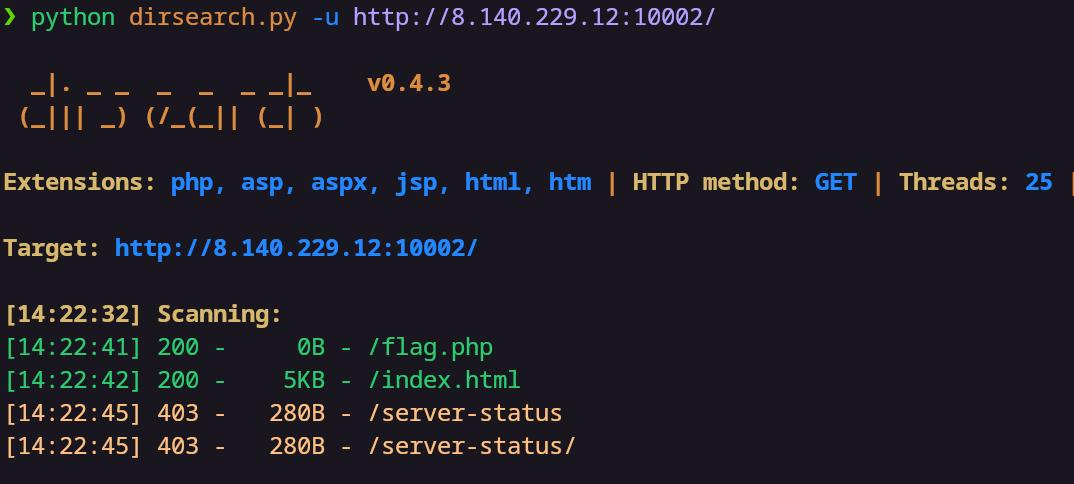 ❯ python dirsearch.py -u http://8.140.229.12:10002/
  _|. _ _  _  _  _ _|_    v0.4.3
 (_||| _) (/_(_|| (_| )
Extensions: php, asp, aspx, jsp, html, htm | HTTP method: GET | Threads: 25 |
Target: http://8.140.229.12:10002/
[14:22:32] Scanning:
[14:22:41] 200 -     0B - /flag.php
[14:22:42] 200 -    5KB - /index.html
[14:22:45] 403 -   280B - /server-status
[14:22:45] 403 -   280B - /server-status/